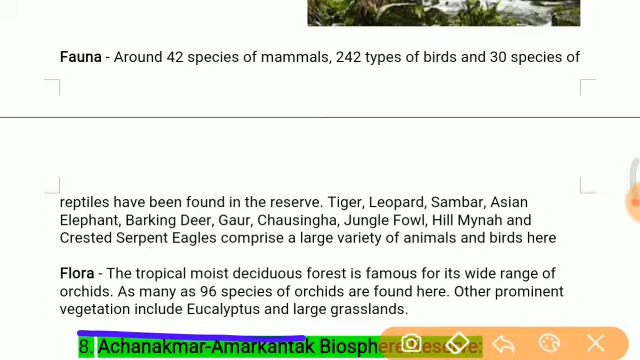 Fauna - Around 42 species of mammals, 242 types of birds and 30 species of
reptiles have been found in the reserve. Tiger, Leopard, Sambar, Asian
Elephant, Barking Deer, Gaur, Chausingha, Jungle Fowl, Hill Mynah and
Crested Serpent Eagles comprise a large variety of animals and birds here
Flora - The tropical moist deciduous forest is famous for its wide range of
orchids. As many as 96 species of orchids are found here. Other prominent
vegetation include Eucalyptus and large grasslands.
8. Achanakmar-Amarkantak Biosphere Reserve: